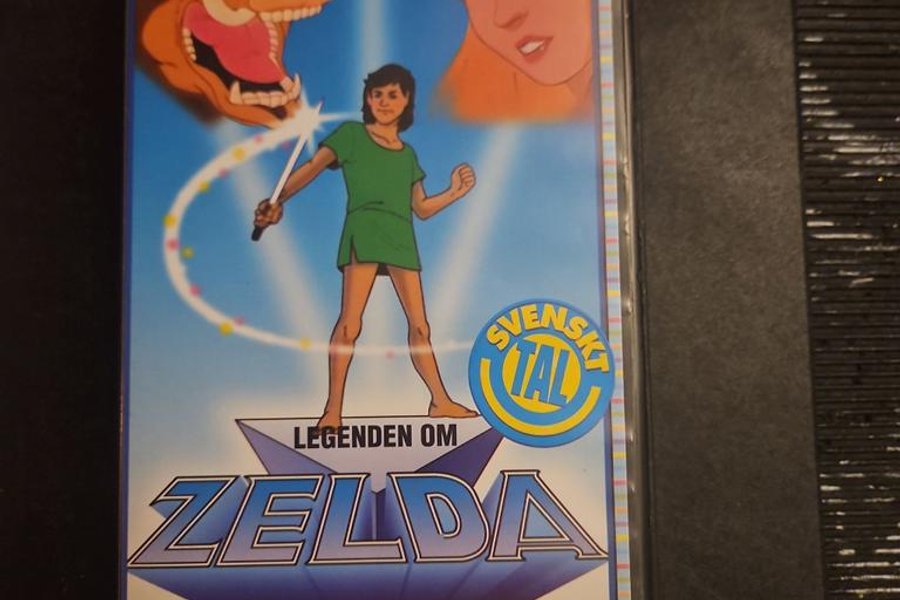 SVENSKT
TAL
LEGENDEN OM
ZELDA